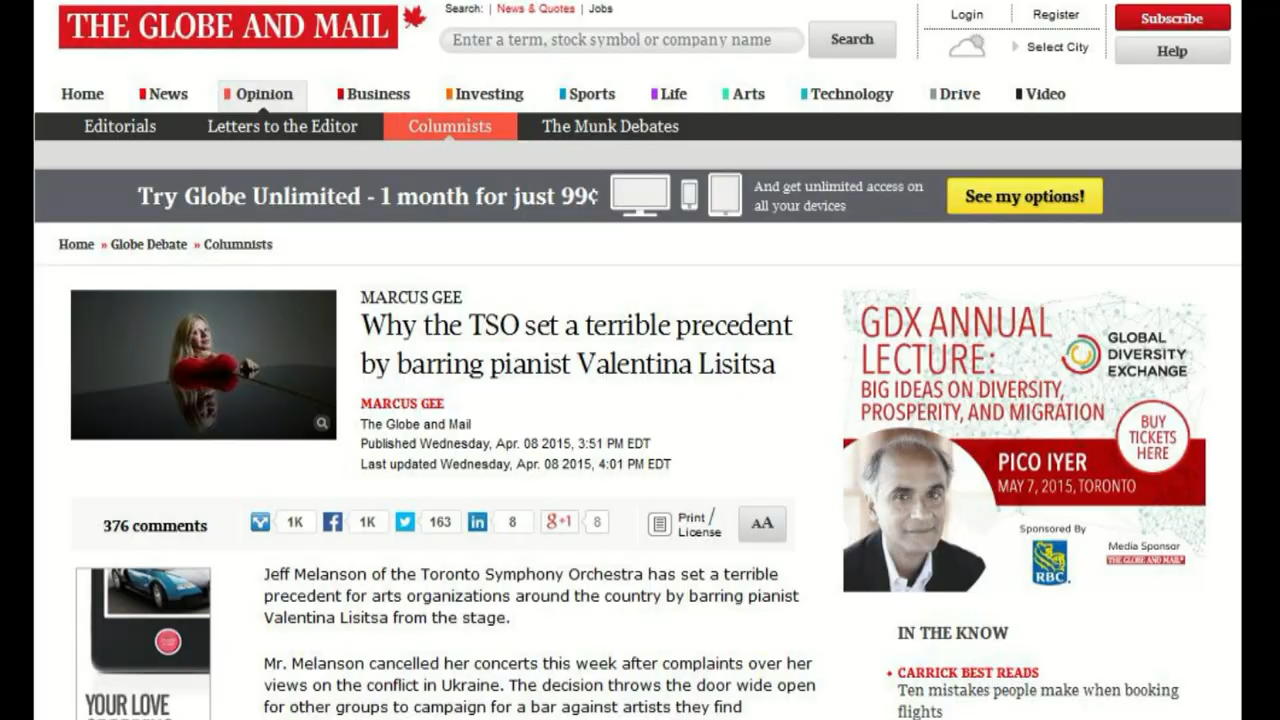 THE GLOBE AND MAIL
Search: | News & Quotes | Jobs
Enter a term, stock symbol or company name
Search
Login
Register
Select City
Subscribe
Help
Home
News
Opinion
Business
Investing
Sports
Life
Arts
Technology
Drive
Video
Editorials
Letters to the Editor
Columnists
The Munk Debates
Try Globe Unlimited - 1 month for just 99¢
And get unlimited access on
all your devices
See my options!
Home » Globe Debate » Columnists
MARCUS GEE
Why the TSO set a terrible precedent
by barring pianist Valentina Lisitsa
MARCUS GEE
The Globe and Mail
Published Wednesday, Apr. 08 2015, 3:51 PM EDT
Last updated Wednesday, Apr. 08 2015, 4:01 PM EDT
376 comments
1K
1K
163
8
g+1
8
Print /
License
AA
Jeff Melanson of the Toronto Symphony Orchestra has set a terrible
precedent for arts organizations around the country by barring pianist
Valentina Lisitsa from the stage.
Mr. Melanson cancelled her concerts this week after complaints over her
views on the conflict in Ukraine. The decision throws the door wide open
for other groups to campaign for a bar against artists they find
YOUR LOVE
GDX ANNUAL
LECTURE:
BIG IDEAS ON DIVERSITY,
PROSPERITY, AND MIGRATION
GLOBAL
DIVERSITY
EXCHANGE
BUY
TICKETS
HERE
PICO IYER
MAY 7, 2015, TORONTO
Sponsored By
RBC
Media Sponsor
THE GLOBE AND MAIL
IN THE KNOW
CARRICK BEST READS
Ten mistakes people make when booking
flights